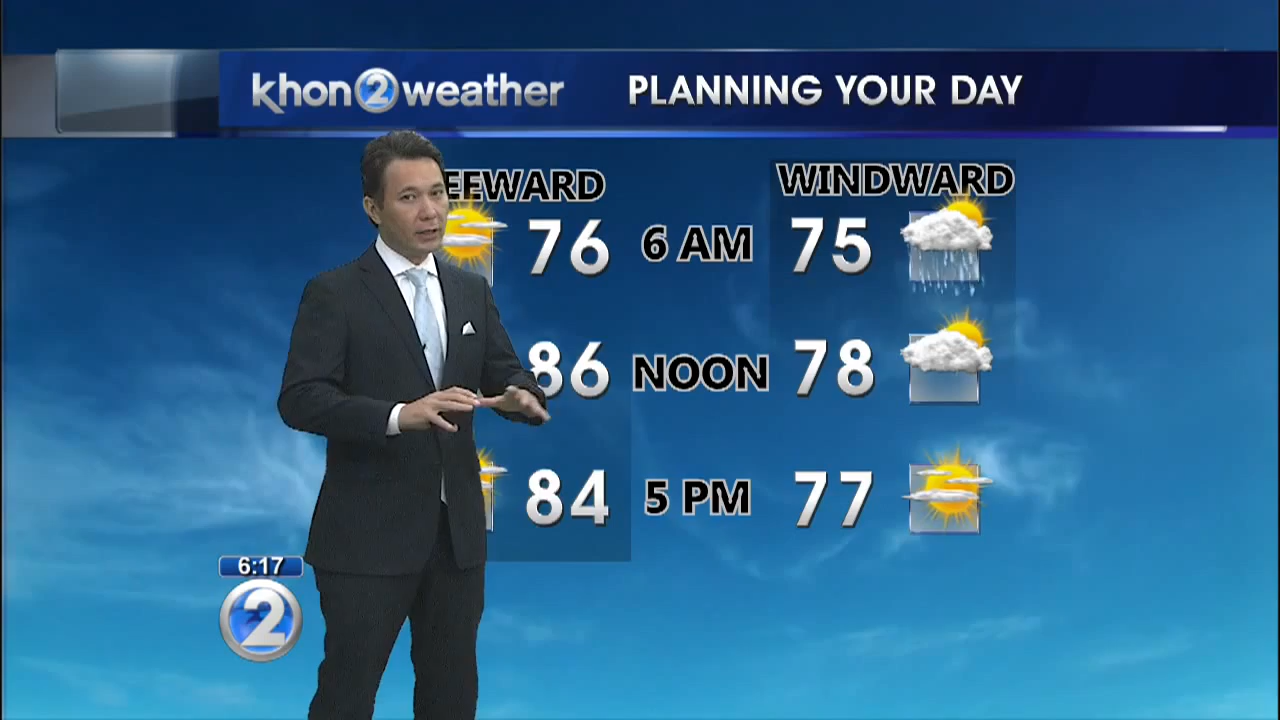 khon2weather PLANNING YOUR DAY
EEWARD WINDWARD
76 6 AM 75
86 NOON 78
84 5 PM 77
6:17
2